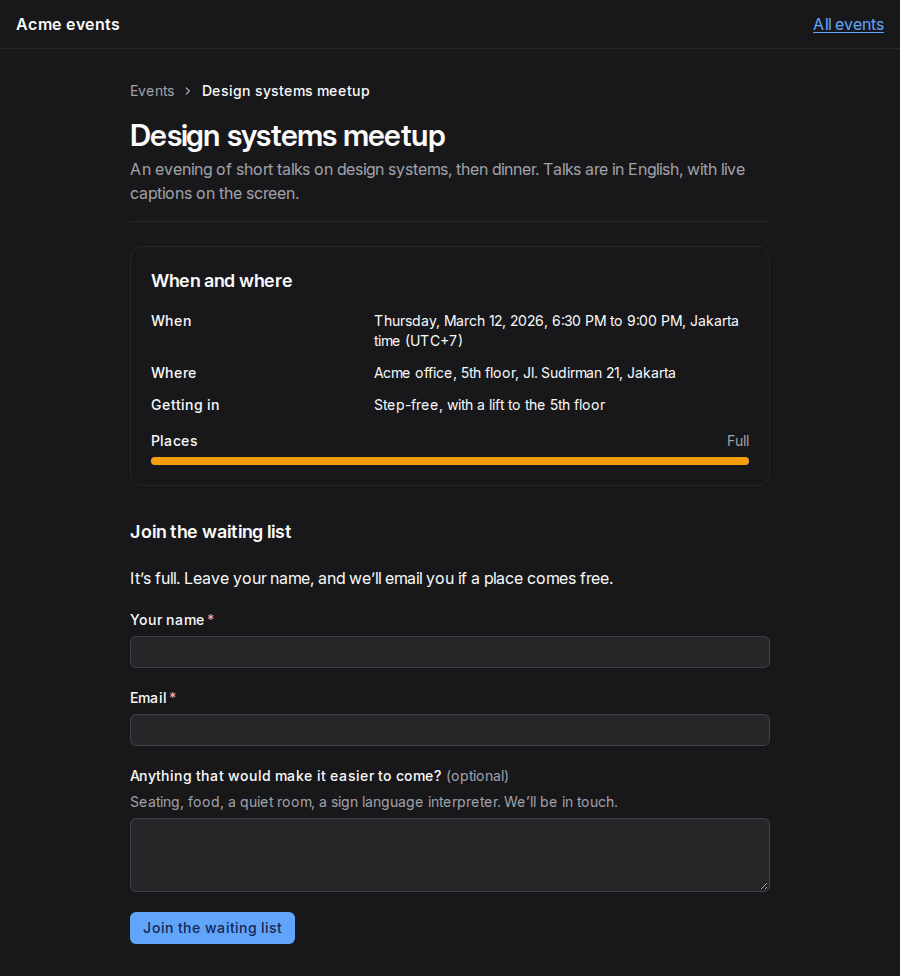 Acme events
All events
Events
Design systems meetup
Design systems meetup
An evening of short talks on design systems, then dinner. Talks are in English, with live
captions on the screen.
When and where
When
Thursday, March 12, 2026, 6:30 PM to 9:00 PM, Jakarta
time (UTC+7)
Where
Acme office, 5th floor, Jl. Sudirman 21, Jakarta
Getting in
Step-free, with a lift to the 5th floor
Places
Full
Join the waiting list
It’s full. Leave your name, and we’ll email you if a place comes free.
Your name *
Email *
Anything that would make it easier to come? (optional)
Seating, food, a quiet room, a sign language interpreter. We’ll be in touch.
Join the waiting list